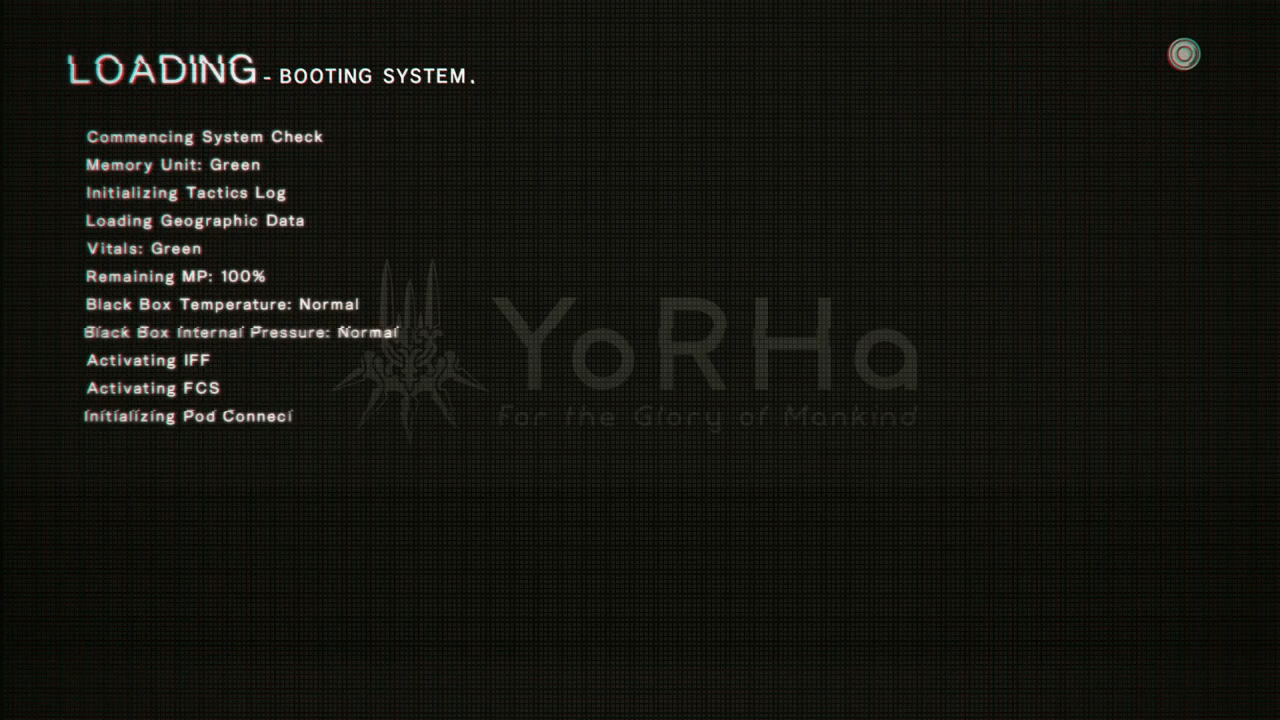 LOADING - BOOTING SYSTEM.
Commencing System Check
Memory Unit: Green
Initializing Tactics Log
Loading Geographic Data
Vitals: Green
Remaining MP: 100%
Black Box Temperature: Normal
Black Box Internal Pressure: Normal
Activating IFF
Activating FCS
Initializing Pod Connec
YoRHa
For the Glory of Mankind